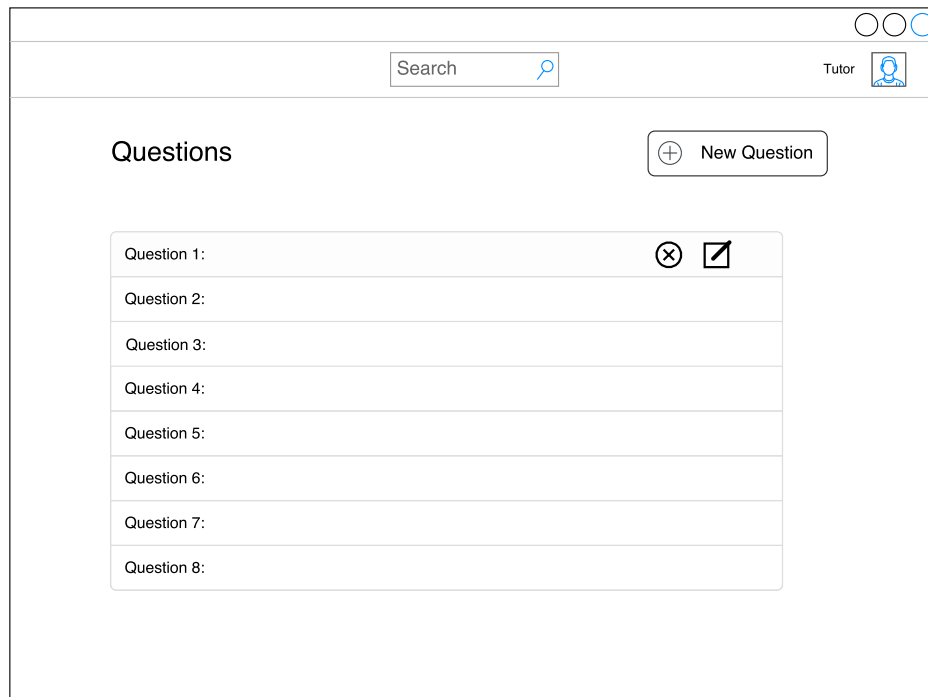 Search
Tutor
Questions
New Question
Question 1:
Question 2:
Question 3:
Question 4:
Question 5:
Question 6:
Question 7:
Question 8: